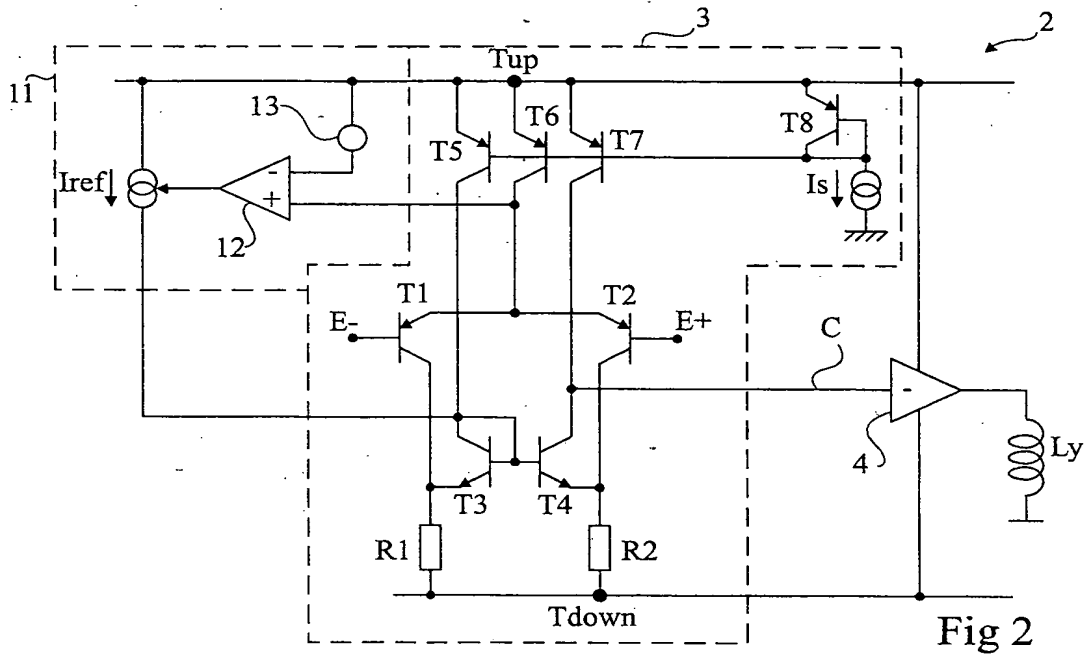 3
2
11
Tup
13
T5
T6
T7
T8
Iref
-
+
12
Is
T1
T2
E-
E+
C
-
4
Ly
T3
T4
R1
R2
Tdown
Fig 2